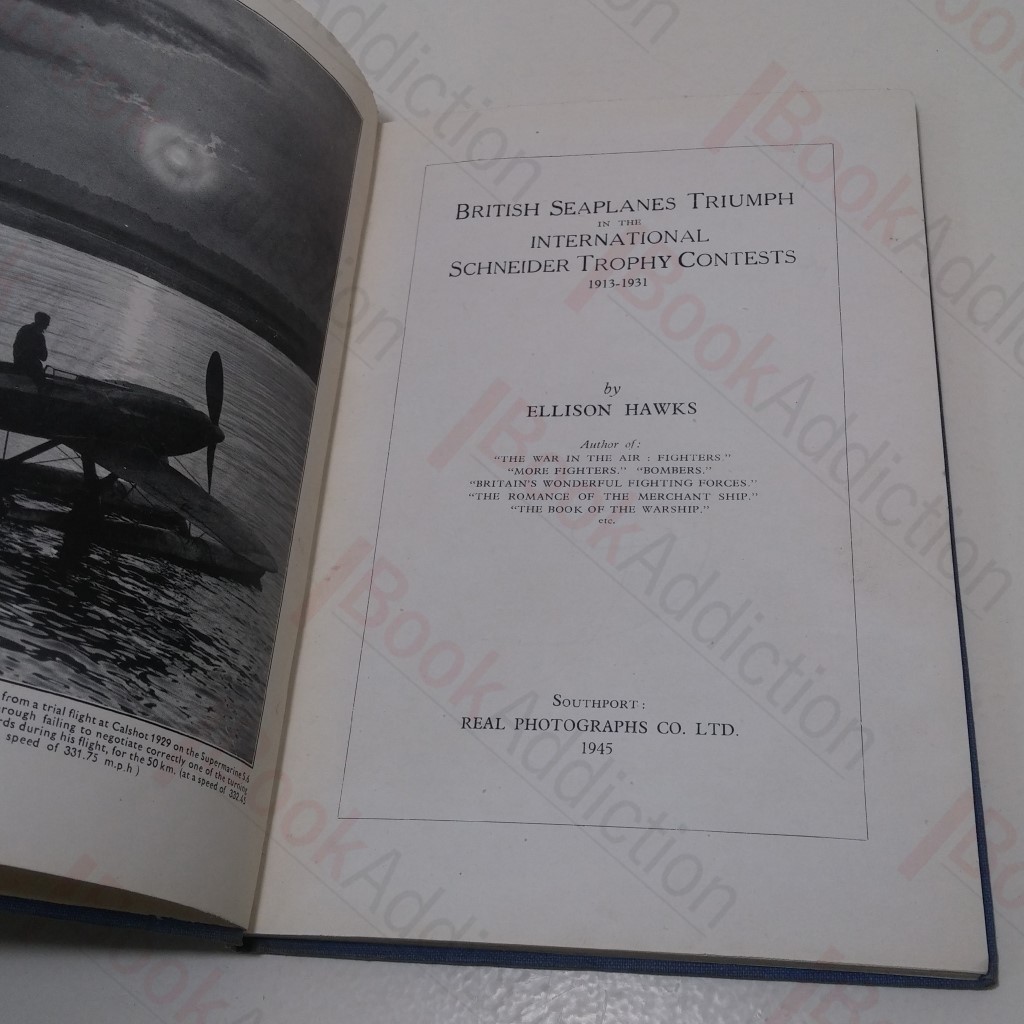 from a trial flight at Calshot 1929 on the Supermarine S.6
rough failing to negotiate correctly one of the turning
rds during his flight, for the 50 km. (at a speed of 332.45
speed of 331.75 m.p.h )
BRITISH SEAPLANES TRIUMPH
IN THE
INTERNATIONAL
SCHNEIDER TROPHY CONTESTS
1913-1931
by
ELLISON HAWKS
Author of:
"THE WAR IN THE AIR : FIGHTERS."
"MORE FIGHTERS." "BOMBERS."
"BRITAIN'S WONDERFUL FIGHTING FORCES."
"THE ROMANCE OF THE MERCHANT SHIP."
"THE BOOK OF THE WARSHIP."
etc.
SOUTHPORT:
REAL PHOTOGRAPHS CO. LTD.
1945
BookAddiction